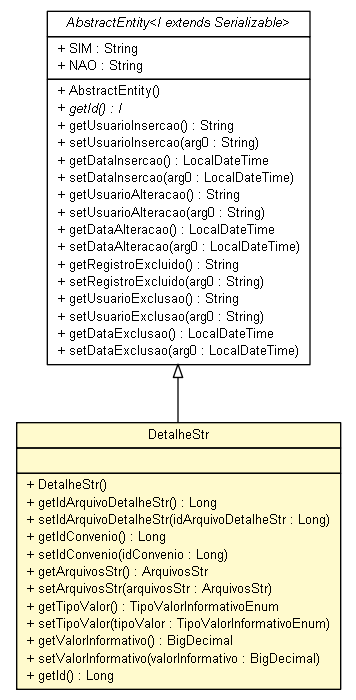 AbstractEntity<I extends Serializable>
+ SIM : String
+ NAO : String
+ AbstractEntity()
+ getId() : I
+ getUsuarioInsercao() : String
+ setUsuarioInsercao(arg0 : String)
+ getDataInsercao() : LocalDateTime
+ setDataInsercao(arg0 : LocalDateTime)
+ getUsuarioAlteracao() : String
+ setUsuarioAlteracao(arg0 : String)
+ getDataAlteracao() : LocalDateTime
+ setDataAlteracao(arg0 : LocalDateTime)
+ getRegistroExcluido() : String
+ setRegistroExcluido(arg0 : String)
+ getUsuarioExclusao() : String
+ setUsuarioExclusao(arg0 : String)
+ getDataExclusao() : LocalDateTime
+ setDataExclusao(arg0 : LocalDateTime)
DetalheStr
+ DetalheStr()
+ getIdArquivoDetalheStr() : Long
+ setIdArquivoDetalheStr(idArquivoDetalheStr : Long)
+ getIdConvenio() : Long
+ setIdConvenio(idConvenio : Long)
+ getArquivosStr() : ArquivosStr
+ setArquivosStr(arquivosStr : ArquivosStr)
+ getTipoValor() : TipoValorInformativoEnum
+ setTipoValor(tipoValor : TipoValorInformativoEnum)
+ getValorInformativo() : BigDecimal
+ setValorInformativo(valorInformativo : BigDecimal)
+ getId() : Long